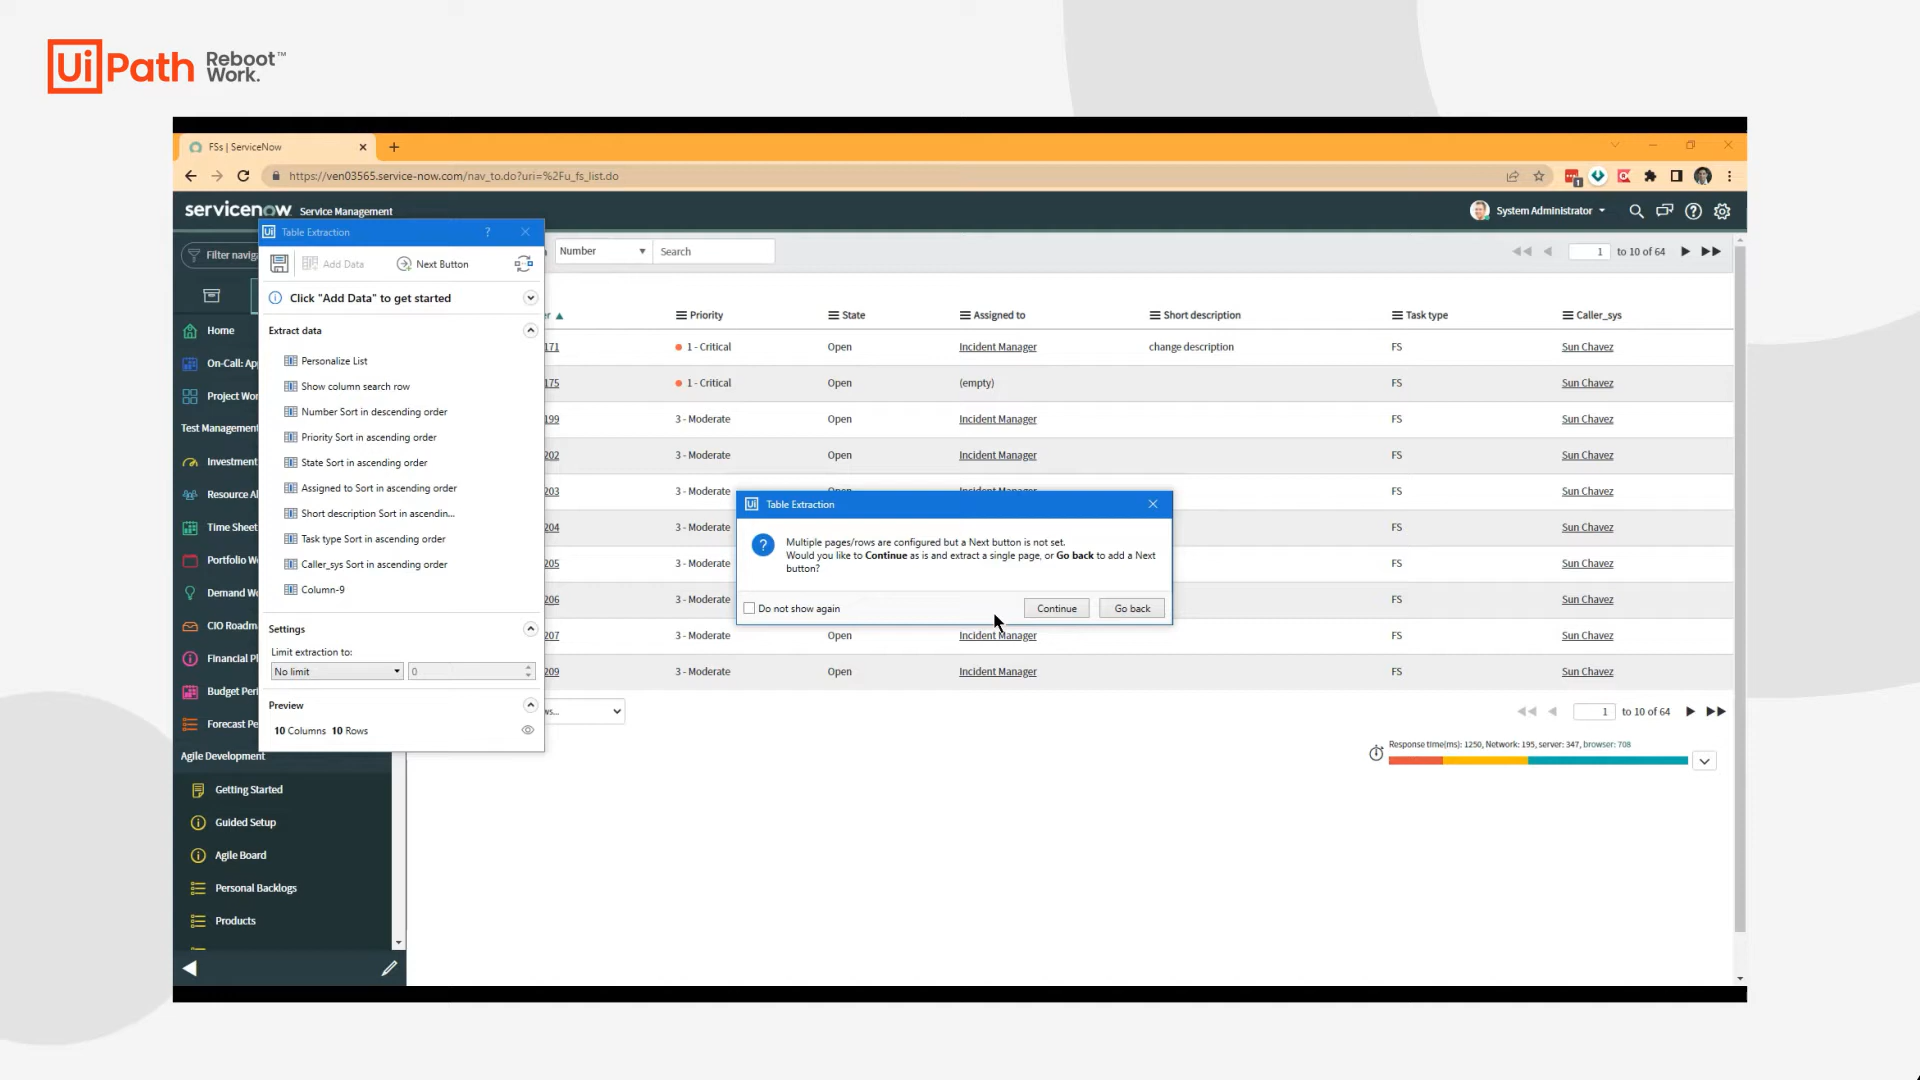 UiPath Reboot Work.™
FSs | ServiceNow
https://ven03565.service-now.com/nav_to.do?uri=%2Fu_fs_list.do
1
servicenow Service Management
System Administrator
Table Extraction
?
Filter navig
Number
Search
1 to 10 of 64
Add Data
Next Button
Click "Add Data" to get started
Extract data
Personalize List
Show column search row
Number Sort in descending order
Priority Sort in ascending order
State Sort in ascending order
Assigned to Sort in ascending order
Short description Sort in ascendin...
Task type Sort in ascending order
Caller_sys Sort in ascending order
Column-9
Settings
Limit extraction to:
No limit
0
Preview
10 Columns 10 Rows
Home
On-Call: App
Project Wor
Test Management
Investment
Resource Al
Time Sheet
Portfolio W
Demand Wo
CIO Roadm
Financial Pl
Budget Peri
Forecast Pe
Agile Development
Getting Started
Guided Setup
Agile Board
Personal Backlogs
Products
r Priority State Assigned to Short description Task type Caller_sys
171 1 - Critical Open Incident Manager change description FS Sun Chavez
175 1 - Critical Open (empty) FS Sun Chavez
199 3 - Moderate Open Incident Manager FS Sun Chavez
202 3 - Moderate Open Incident Manager FS Sun Chavez
203 3 - Moderate Open Incident Manager FS Sun Chavez
204 3 - Moderate FS Sun Chavez
205 3 - Moderate FS Sun Chavez
206 3 - Moderate FS Sun Chavez
207 3 - Moderate Open Incident Manager FS Sun Chavez
209 3 - Moderate Open Incident Manager FS Sun Chavez
Table Extraction
Multiple pages/rows are configured but a Next button is not set.
Would you like to Continue as is and extract a single page, or Go back to add a Next
button?
Do not show again
Continue
Go back
ws...
1 to 10 of 64
Response time(ms): 1250, Network: 195, server: 347, browser: 708